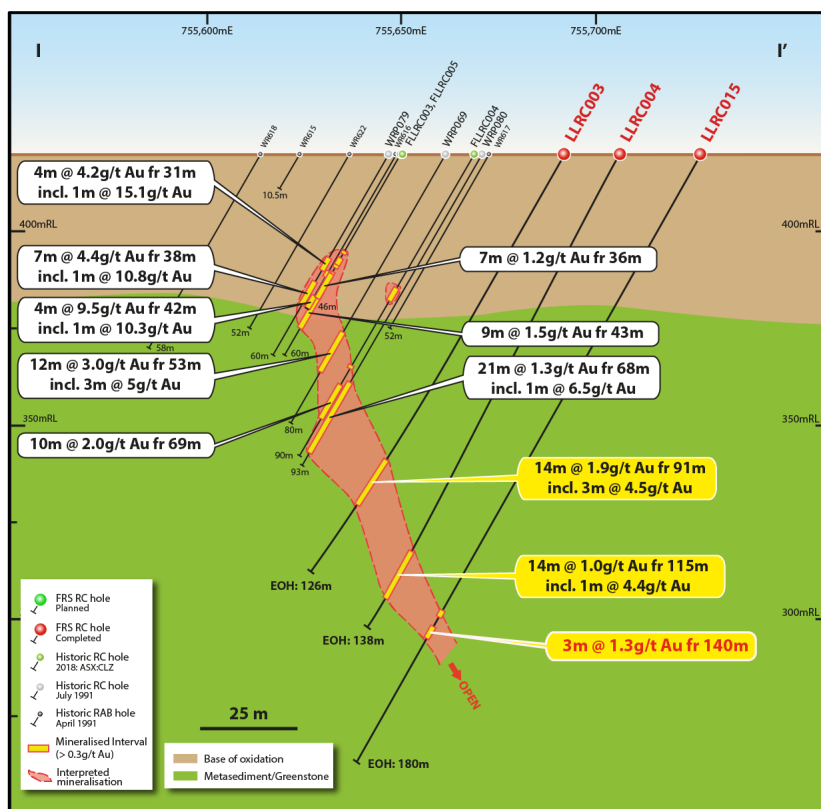 755,600mE
755,650mE
755,700mE
I
I'
WR618
WR615
WR622
WRP079
WR616
FLLRC003, FLLRC005
WRP069
FLLRC004
WRP080
WR617
LLRC003
LLRC004
LLRC015
4m @ 4.2g/t Au fr 31m
incl. 1m @ 15.1g/t Au
10.5m
400mRL
400mRL
7m @ 4.4g/t Au fr 38m
incl. 1m @ 10.8g/t Au
7m @ 1.2g/t Au fr 36m
4m @ 9.5g/t Au fr 42m
incl. 1m @ 10.3g/t Au
46m
52m
52m
9m @ 1.5g/t Au fr 43m
58m
60m
60m
12m @ 3.0g/t Au fr 53m
incl. 3m @ 5g/t Au
21m @ 1.3g/t Au fr 68m
incl. 1m @ 6.5g/t Au
80m
350mRL
350mRL
10m @ 2.0g/t Au fr 69m
90m
93m
14m @ 1.9g/t Au fr 91m
incl. 3m @ 4.5g/t Au
EOH: 126m
14m @ 1.0g/t Au fr 115m
incl. 1m @ 4.4g/t Au
EOH: 138m
300mRL
3m @ 1.3g/t Au fr 140m
OPEN
EOH: 180m
FRS RC hole
Planned
FRS RC hole
Completed
Historic RC hole
2018: ASX:CLZ
Historic RC hole
July 1991
Historic RAB hole
April 1991
Mineralised Interval
(> 0.3g/t Au)
Interpreted
mineralisation
25 m
Base of oxidation
Metasediment/Greenstone